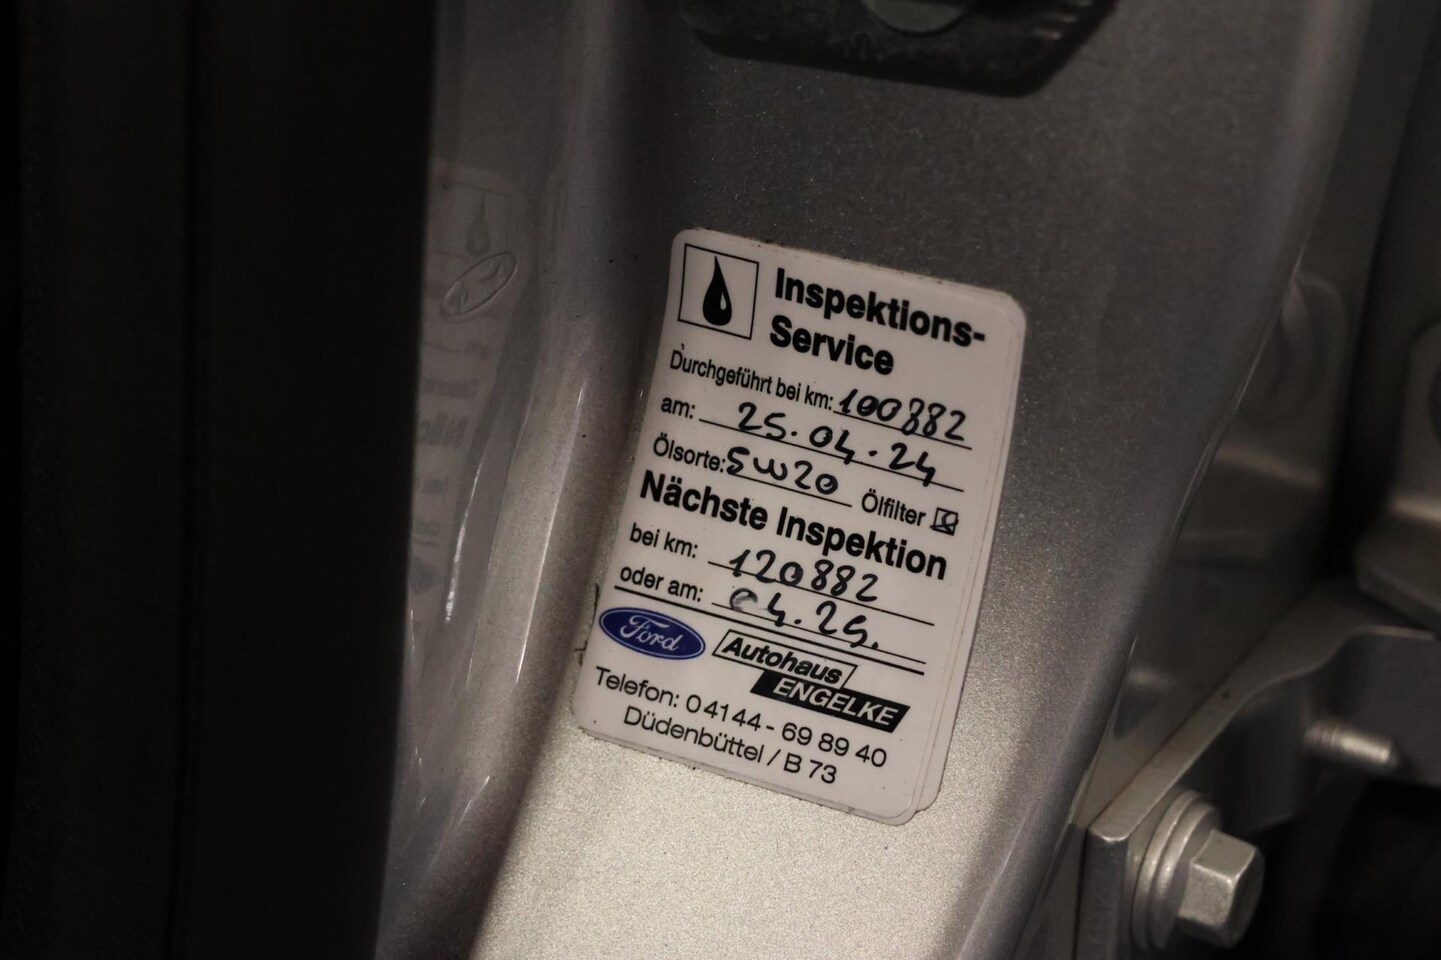 Inspektions-
Service
Durchgeführt bei km: 100882
am: 25.04.24
Ölsorte: 5W20 Ölfilter
Nächste Inspektion
bei km: 120882
oder am: 04.25.
Ford Autohaus
ENGELKE
Telefon: 04144 - 69 89 40
Düdenbüttel / B 73